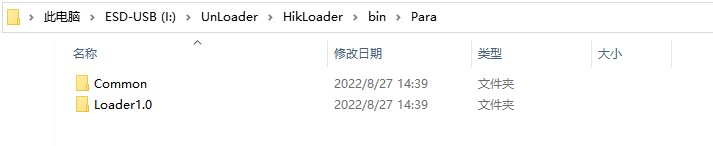 此电脑 > ESD-USB (I:) > UnLoader > HikLoader > bin > Para
名称 修改日期 类型 大小
Common 2022/8/27 14:39 文件夹
Loader1.0 2022/8/27 14:39 文件夹